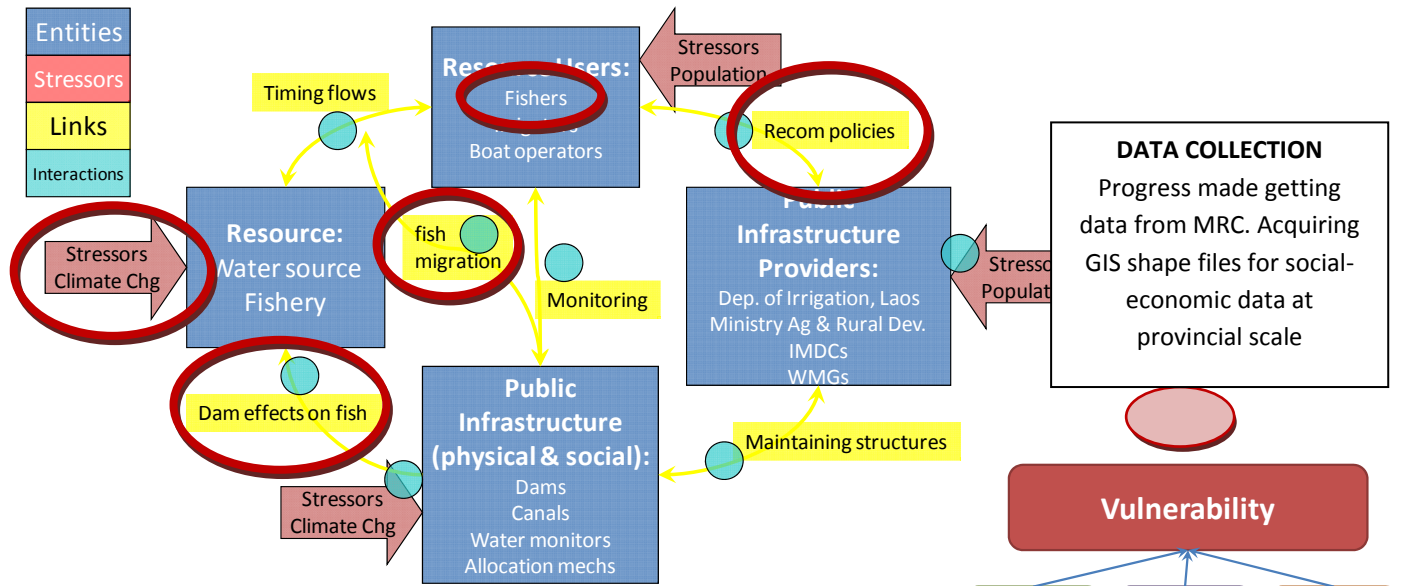 Entities
Stressors
Links
Interactions
Timing flows
Resource Users:
Fishers
Boat operators
Stressors
Population
Recom policies
Stressors
Climate Chg
Resource:
Water source
Fishery
fish
migration
Monitoring
Public
Infrastructure
Providers:
Dep. of Irrigation, Laos
Ministry Ag & Rural Dev.
IMDCs
WMGs
DATA COLLECTION
Progress made getting
data from MRC. Acquiring
GIS shape files for social-
economic data at
provincial scale
Dam effects on fish
Public
Infrastructure
(physical & social):
Dams
Canals
Water monitors
Allocation mechs
Maintaining structures
Stressors
Climate Chg
Vulnerability